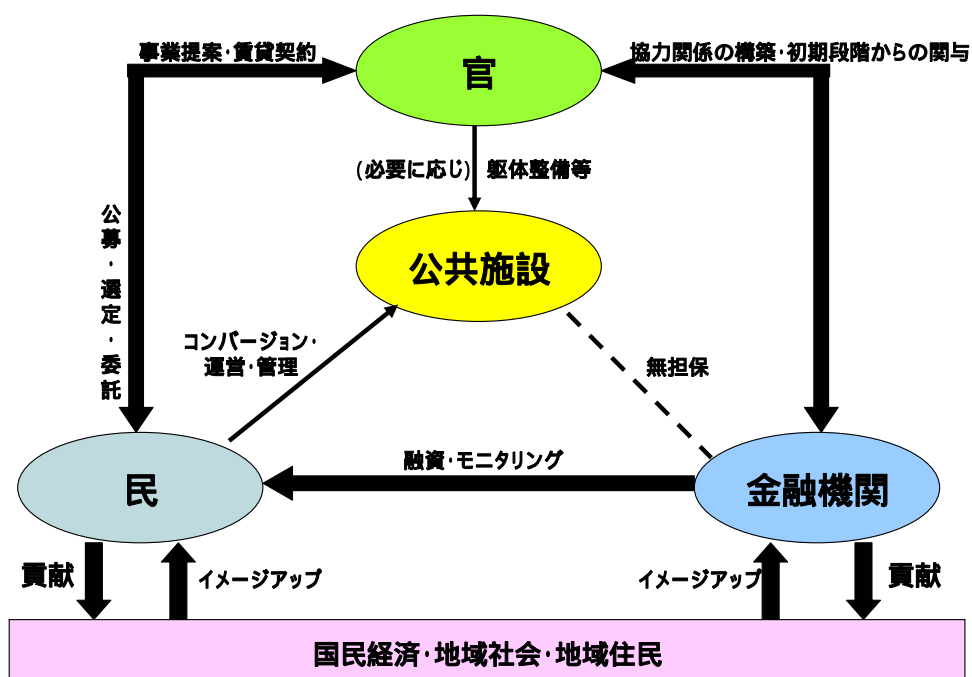 事業提案・賃貸契約
協力関係の構築・初期段階からの関与
官
(必要に応じ) 躯体整備等
公募・選定・委託
公共施設
コンバージョン・
運営・管理
無担保
融資・モニタリング
民
金融機関
貢献
イメージアップ
イメージアップ
貢献
国民経済・地域社会・地域住民